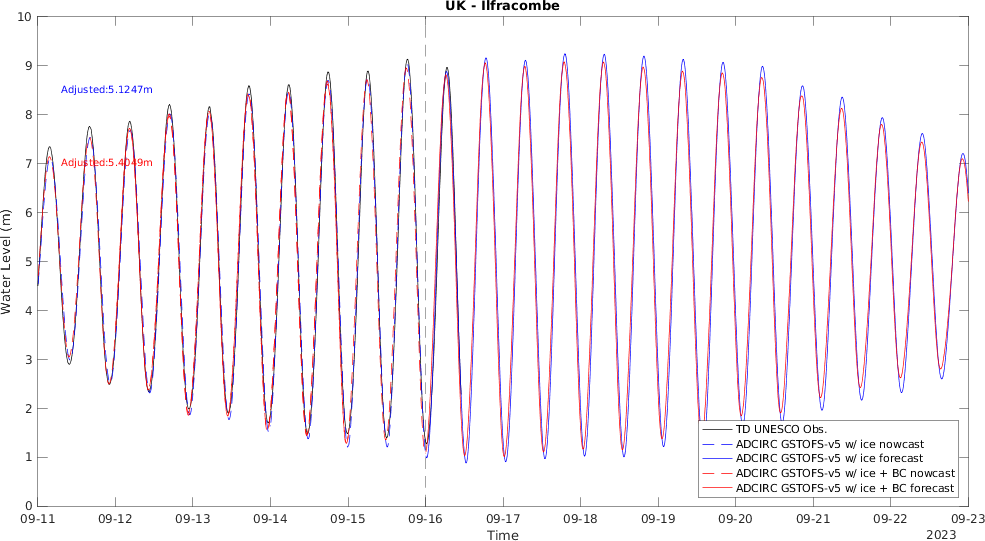 UK - Ilfracombe
10
9
8
7
6
5
4
3
2
1
0
Water Level (m)
Adjusted:5.1247m
Adjusted:5.4049m
TD UNESCO Obs.
ADCIRC GSTOFS-v5 w/ ice nowcast
ADCIRC GSTOFS-v5 w/ ice forecast
ADCIRC GSTOFS-v5 w/ ice + BC nowcast
ADCIRC GSTOFS-v5 w/ ice + BC forecast
09-11 09-12 09-13 09-14 09-15 09-16 09-17 09-18 09-19 09-20 09-21 09-22 09-23
Time
2023